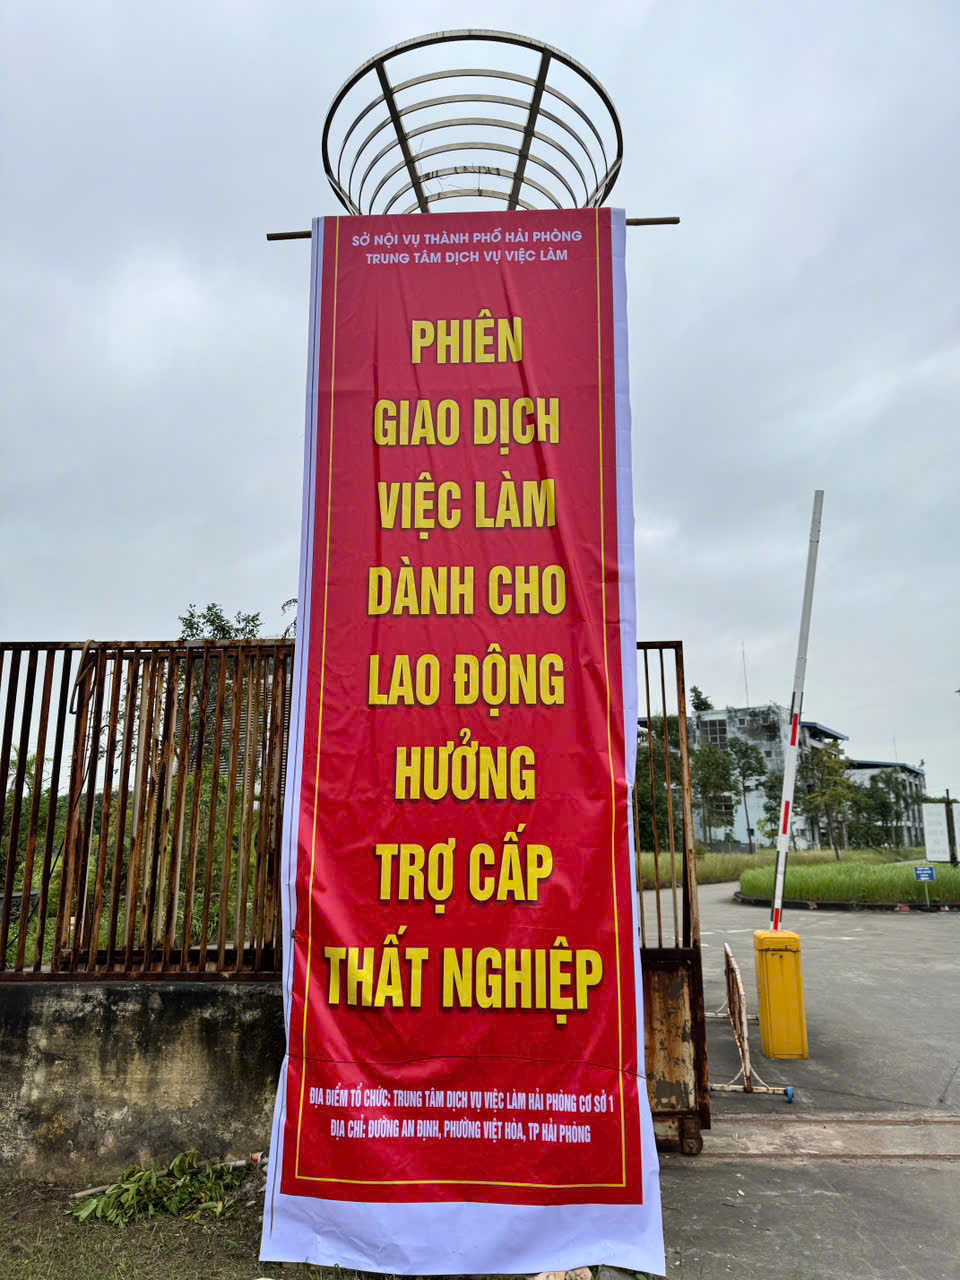 SỞ NỘI VỤ THÀNH PHỐ HẢI PHÒNG
TRUNG TÂM DỊCH VỤ VIỆC LÀM
PHIÊN
GIAO DỊCH
VIỆC LÀM
DÀNH CHO
LAO ĐỘNG
HƯỞNG
TRỢ CẤP
THẤT NGHIỆP
ĐỊA ĐIỂM TỔ CHỨC: TRUNG TÂM DỊCH VỤ VIỆC LÀM HẢI PHÒNG CƠ SỞ 1
ĐỊA CHỈ: ĐƯỜNG AN ĐỊNH, PHƯỜNG VIỆT HÒA, TP HẢI PHÒNG